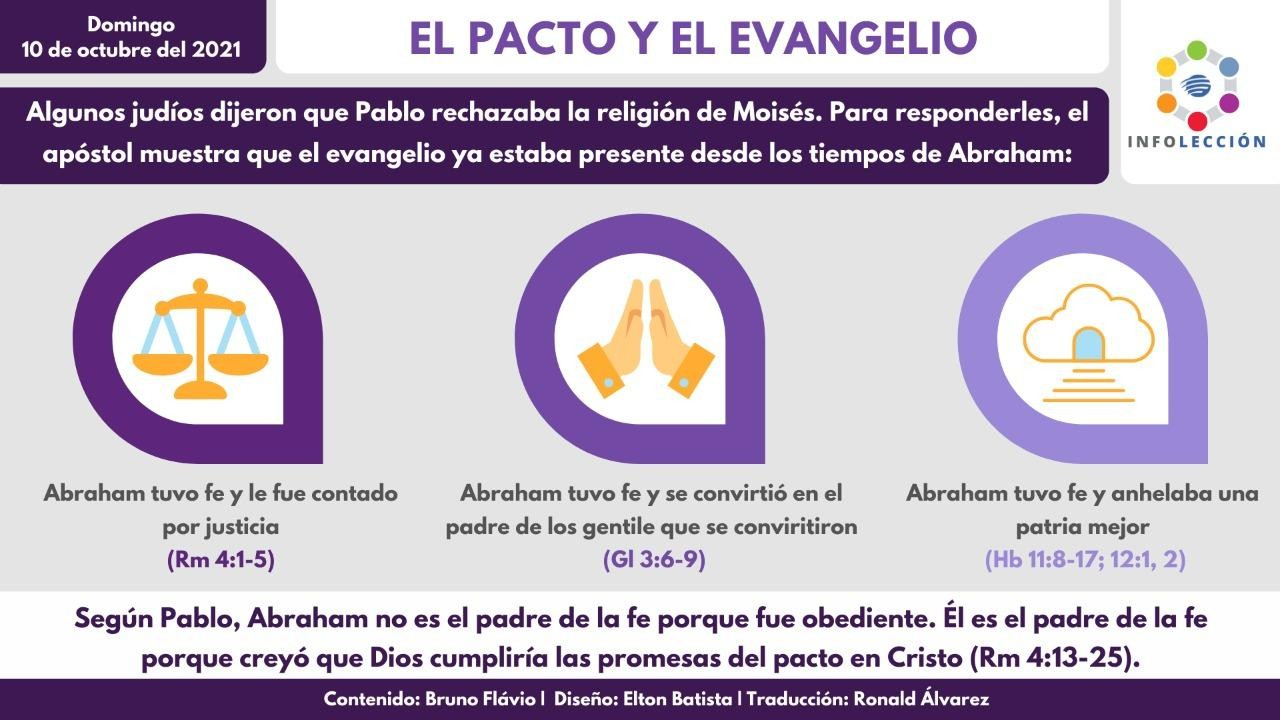 Domingo
10 de octubre del 2021
EL PACTO Y EL EVANGELIO
INFOLECCIÓN
Algunos judíos dijeron que Pablo rechazaba la religión de Moisés. Para responderles, el
apóstol muestra que el evangelio ya estaba presente desde los tiempos de Abraham:
Abraham tuvo fe y le fue contado
por justicia
(Rm 4:1-5)
Abraham tuvo fe y se convirtió en el
padre de los gentile que se conviritiron
(Gl 3:6-9)
Abraham tuvo fe y anhelaba una
patria mejor
(Hb 11:8-17; 12:1, 2)
Según Pablo, Abraham no es el padre de la fe porque fue obediente. Él es el padre de la fe
porque creyó que Dios cumpliría las promesas del pacto en Cristo (Rm 4:13-25).
Contenido: Bruno Flávio | Diseño: Elton Batista | Traducción: Ronald Álvarez